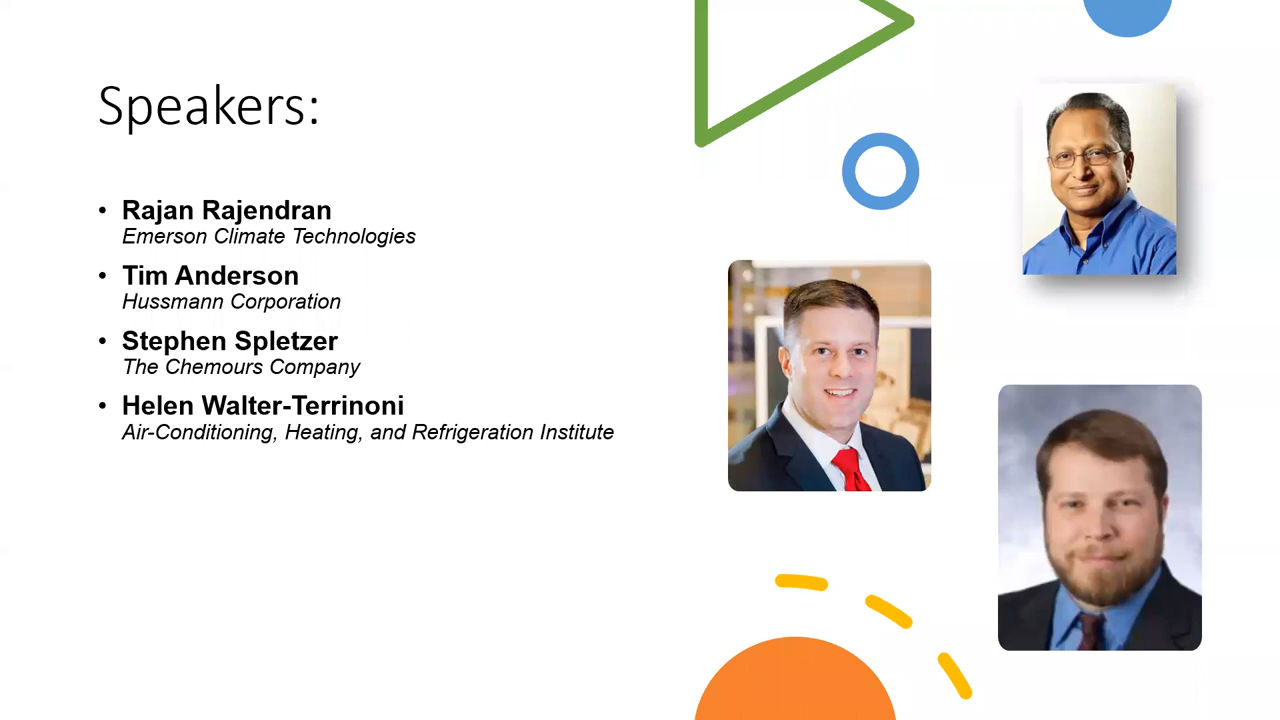 Speakers:
• Rajan Rajendran
Emerson Climate Technologies
• Tim Anderson
Hussmann Corporation
• Stephen Spletzer
The Chemours Company
• Helen Walter-Terrinoni
Air-Conditioning, Heating, and Refrigeration Institute